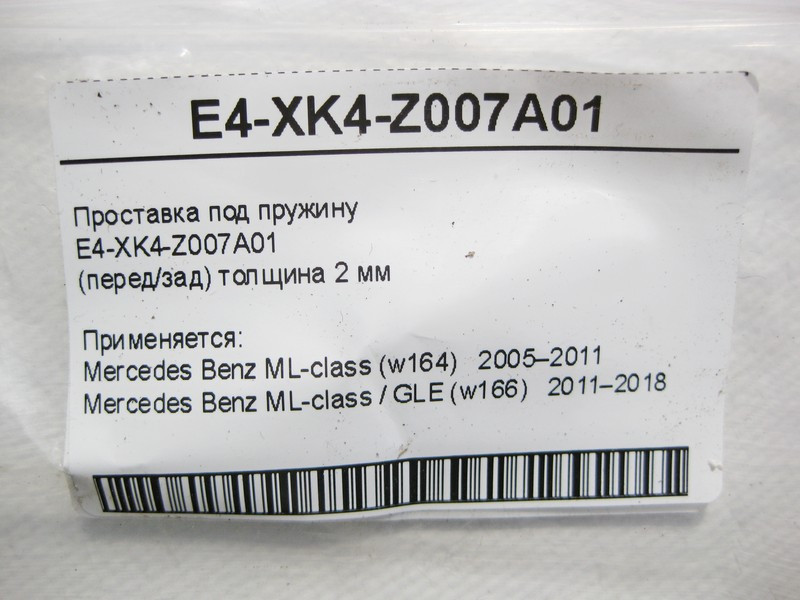 E4-XK4-Z007A01
Проставка под пружину
E4-XK4-Z007A01
(перед/зад) толщина 2 мм
Применяется:
Mercedes Benz ML-class (w164) 2005–2011
Mercedes Benz ML-class / GLE (w166) 2011–2018